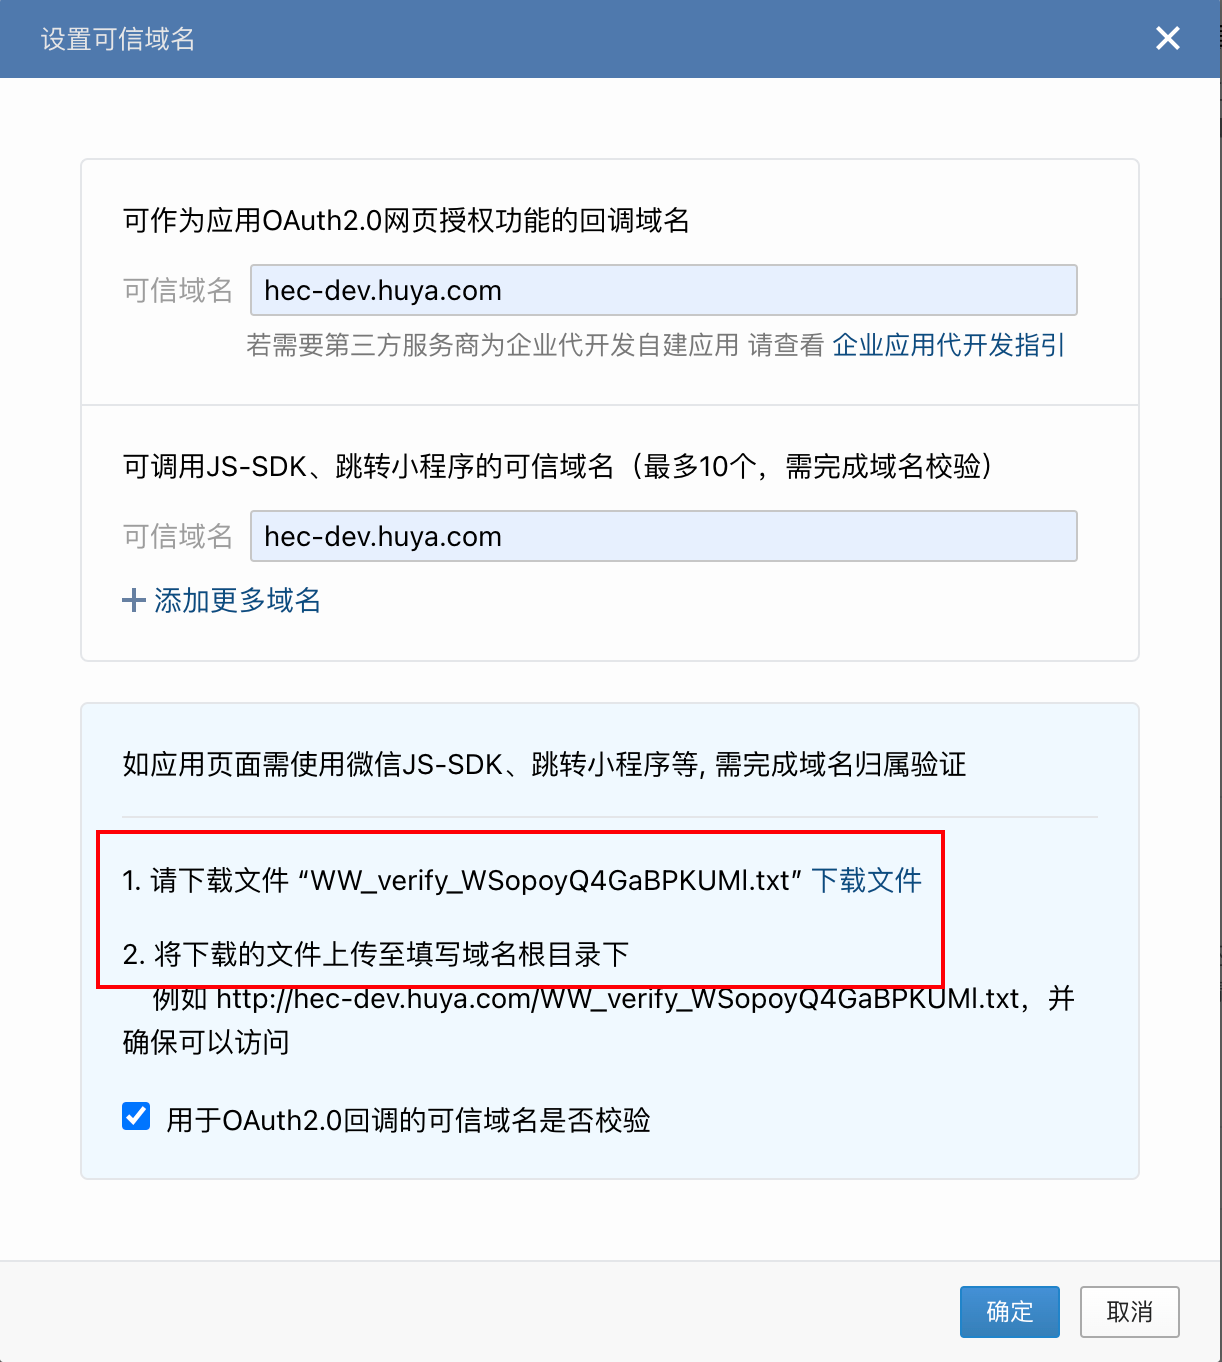 设置可信域名
可作为应用OAuth2.0网页授权功能的回调域名
可信域名 hec-dev.huya.com
若需要第三方服务商为企业代开发自建应用 请查看 企业应用代开发指引
可调用JS-SDK、跳转小程序的可信域名（最多10个，需完成域名校验）
可信域名 hec-dev.huya.com
添加更多域名
如应用页面需使用微信JS-SDK、跳转小程序等, 需完成域名归属验证
1. 请下载文件 “WW_verify_WSopoyQ4GaBPKUMI.txt” 下载文件
2. 将下载的文件上传至填写域名根目录下
例如 http://hec-dev.huya.com/WW_verify_WSopoyQ4GaBPKUMI.txt，并
确保可以访问
用于OAuth2.0回调的可信域名是否校验
确定 取消